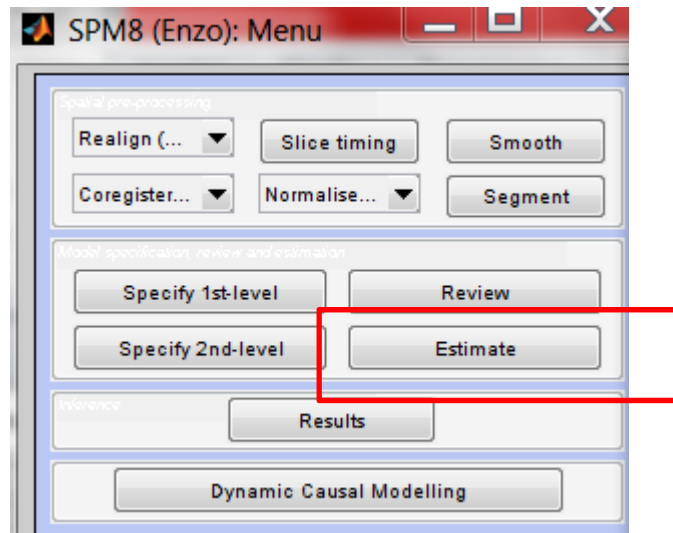 SPM8 (Enzo): Menu
Spatial pre-processing
Realign (... Slice timing Smooth
Coregister... Normalise... Segment
Model specification, review and estimation
Specify 1st-level Review
Specify 2nd-level Estimate
Inference
Results
Dynamic Causal Modelling